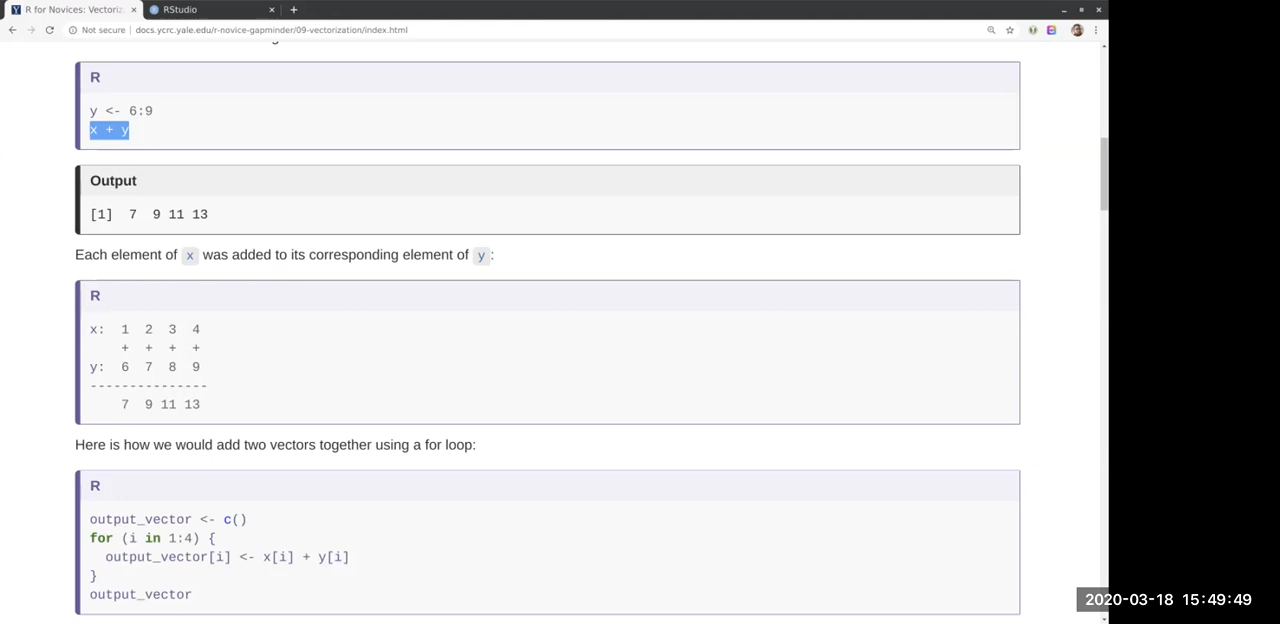 R for Novices: Vectoriz
RStudio
Not secure | docs.ycrc.yale.edu/r-novice-gapminder/09-vectorization/index.html
R
y <- 6:9
x + y
Output
[1]  7  9 11 13
Each element of x was added to its corresponding element of y :
R
x:  1  2  3  4
    +  +  +  +
y:  6  7  8  9
---------------
    7  9 11 13
Here is how we would add two vectors together using a for loop:
R
output_vector <- c()
for (i in 1:4) {
  output_vector[i] <- x[i] + y[i]
}
output_vector
2020-03-18 15:49:49